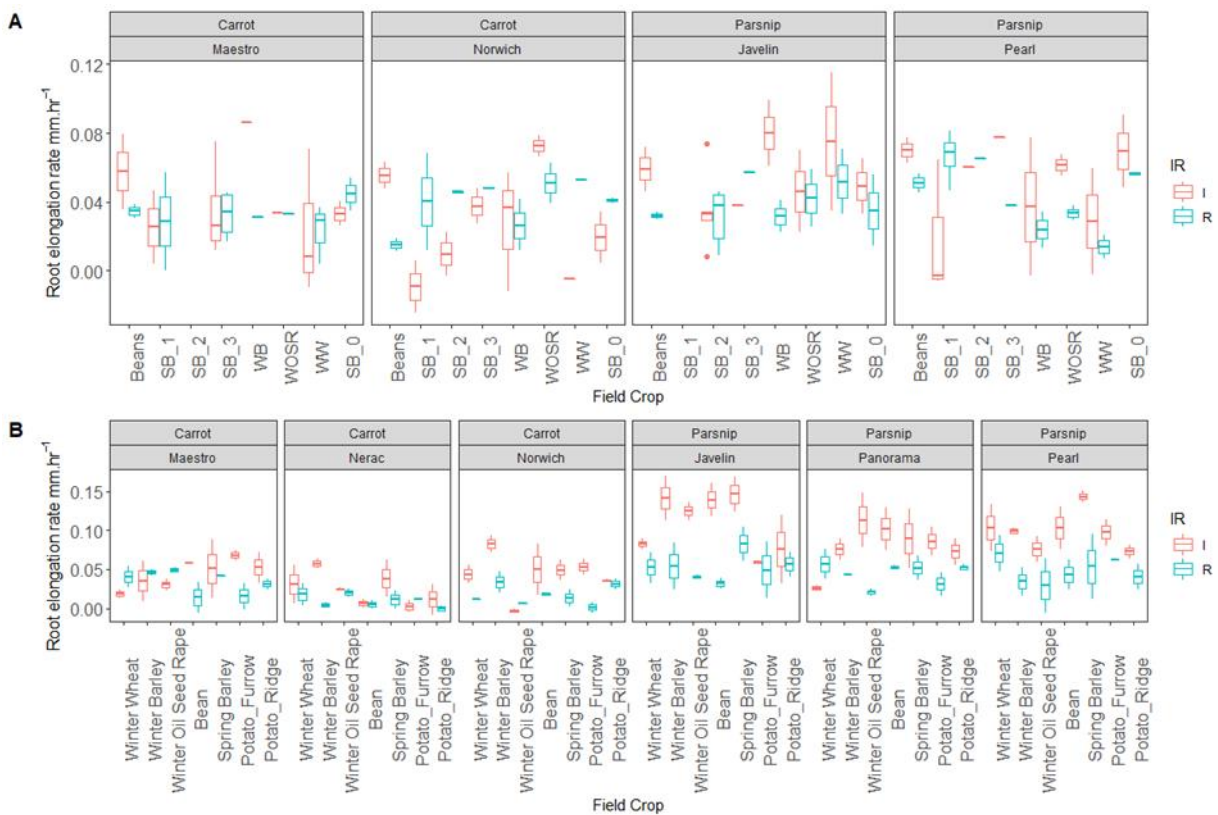 A
Carrot Carrot Parsnip Parsnip
Maestro Norwich Javelin Pearl
Root elongation rate mm.hr⁻¹
0.12
0.08
0.04
0.00
IR
I
R
Beans SB_1 SB_2 SB_3 WB WOSR WW SB_0 Beans SB_1 SB_2 SB_3 WB WOSR WW SB_0 Beans SB_1 SB_2 SB_3 WB WOSR WW SB_0 Beans SB_1 SB_2 SB_3 WB WOSR WW SB_0
Field Crop
B
Carrot Carrot Carrot Parsnip Parsnip Parsnip
Maestro Nerac Norwich Javelin Panorama Pearl
Root elongation rate mm.hr⁻¹
0.15
0.10
0.05
0.00
IR
I
R
Winter Wheat Winter Barley Winter Oil Seed Rape Bean Spring Barley Potato_Furrow Potato_Ridge Winter Wheat Winter Barley Winter Oil Seed Rape Bean Spring Barley Potato_Furrow Potato_Ridge Winter Wheat Winter Barley Winter Oil Seed Rape Bean Spring Barley Potato_Furrow Potato_Ridge Winter Wheat Winter Barley Winter Oil Seed Rape Bean Spring Barley Potato_Furrow Potato_Ridge Winter Wheat Winter Barley Winter Oil Seed Rape Bean Spring Barley Potato_Furrow Potato_Ridge Winter Wheat Winter Barley Winter Oil Seed Rape Bean Spring Barley Potato_Furrow Potato_Ridge
Field Crop